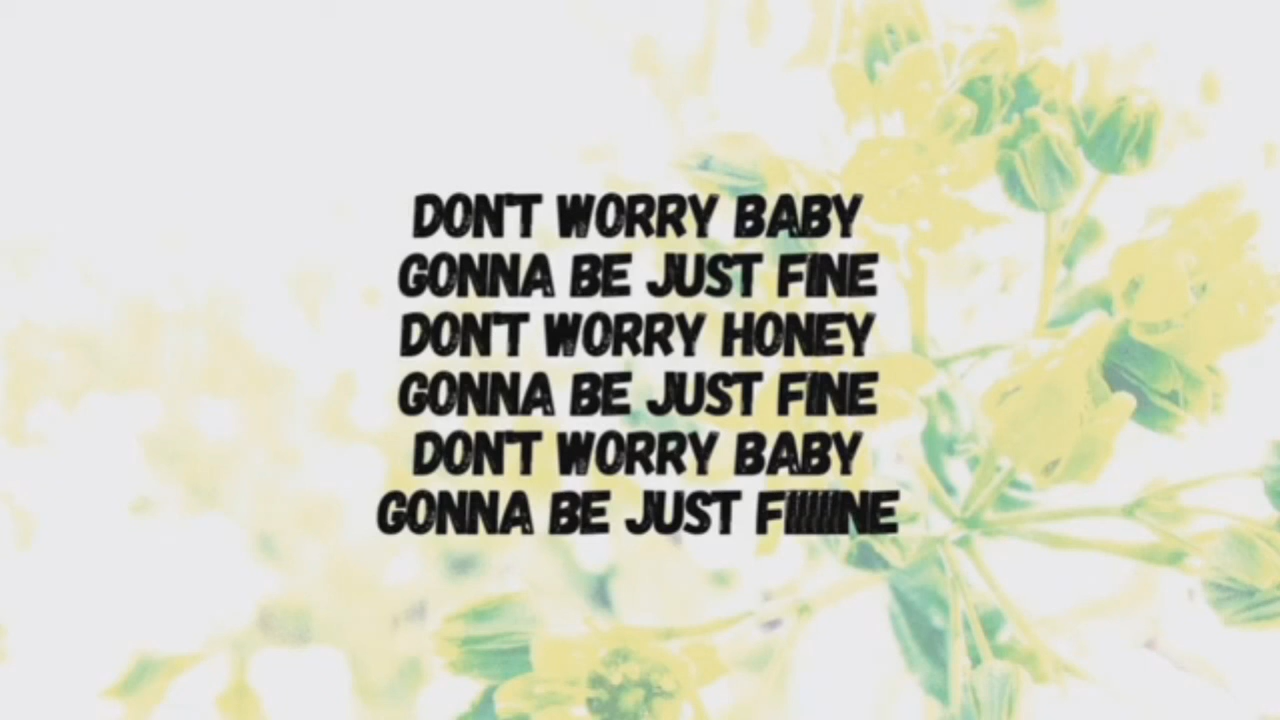 DON'T WORRY BABY
GONNA BE JUST FINE
DON'T WORRY HONEY
GONNA BE JUST FINE
DON'T WORRY BABY
GONNA BE JUST FIIIIIINE